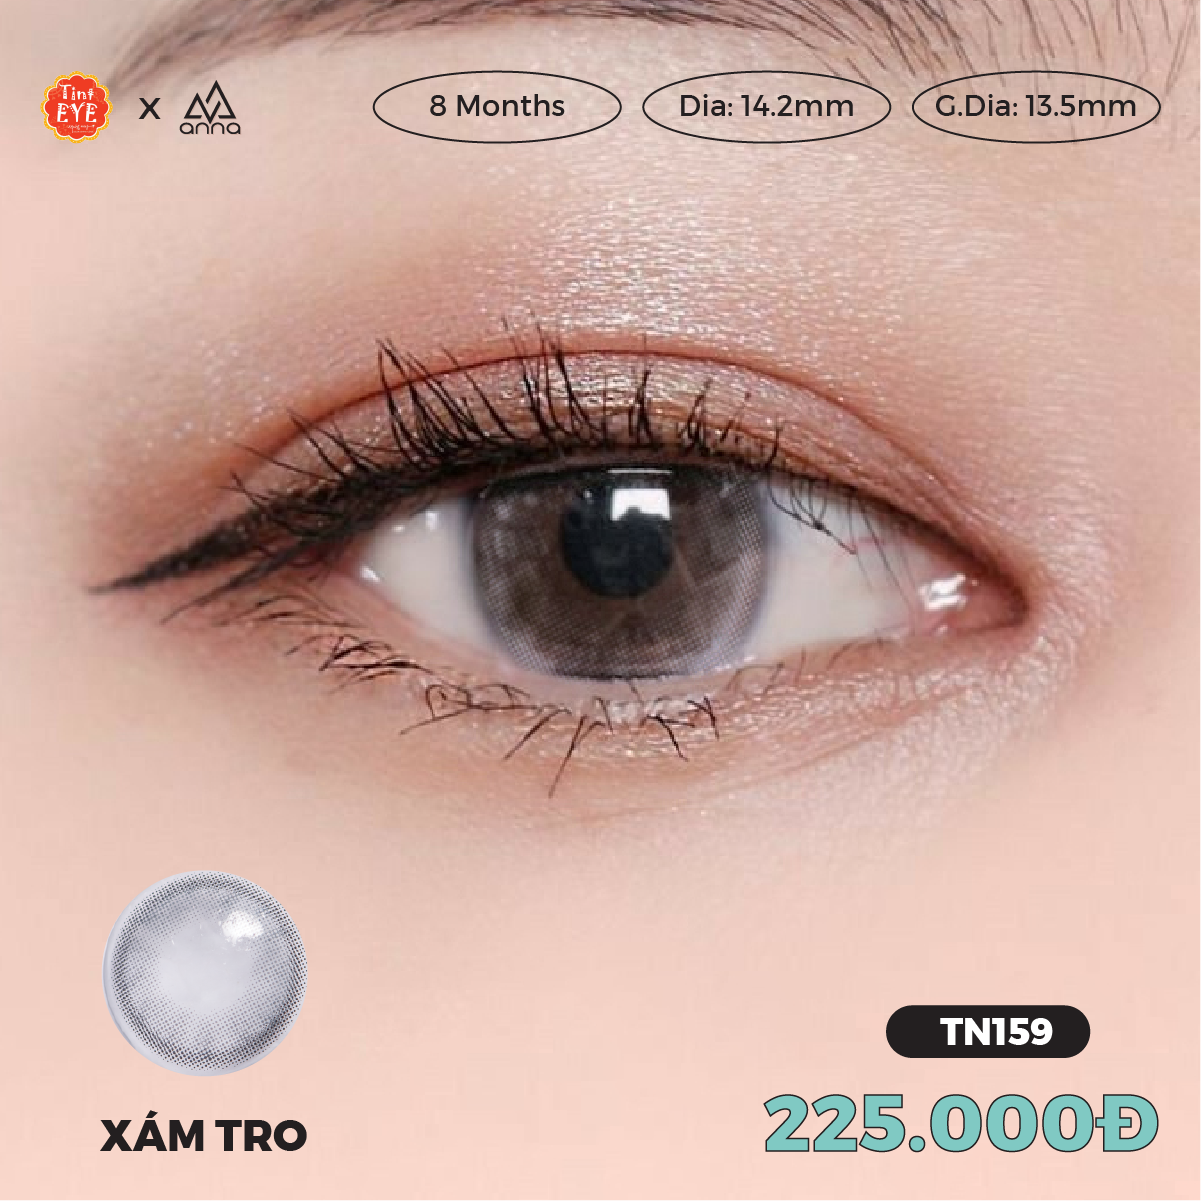 Tint
EYE
x
anna
8 Months
Dia: 14.2mm
G.Dia: 13.5mm
TN159
225.000Đ
XÁM TRO